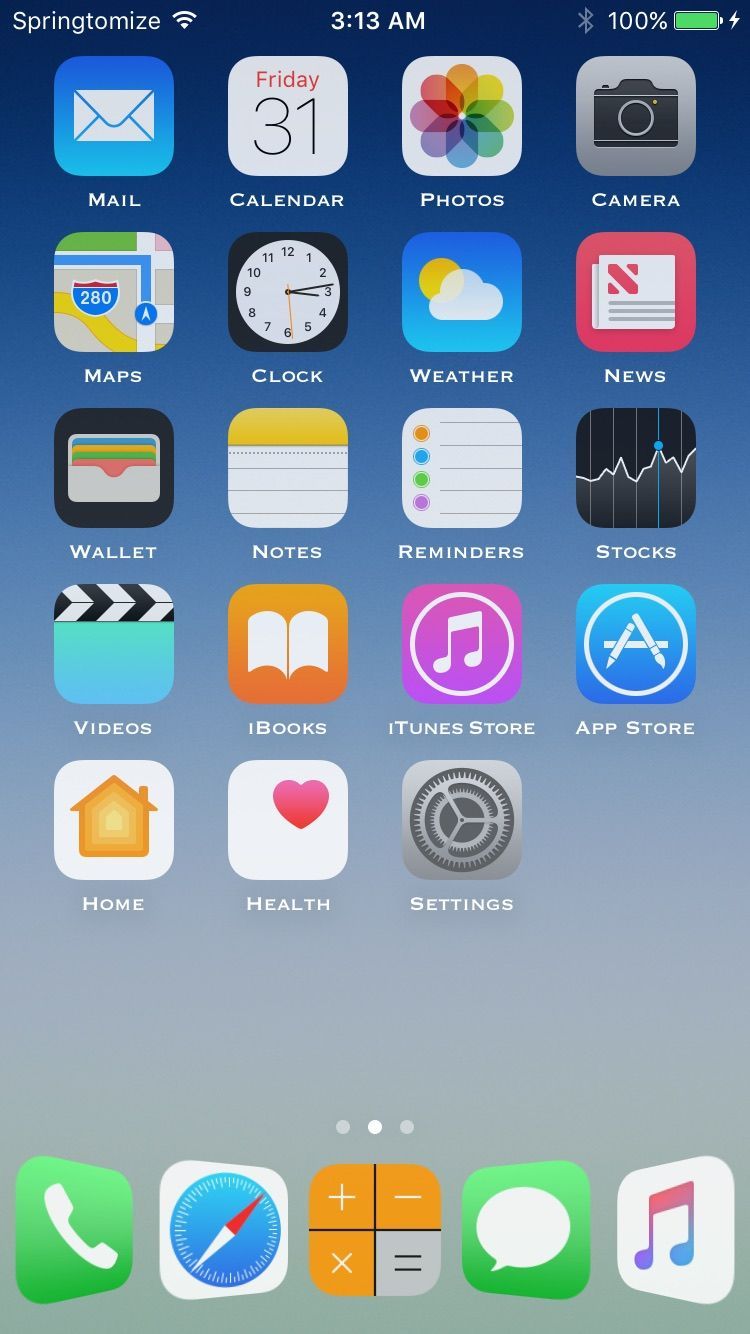 Springtomize 3:13 AM 100%
Friday
31
MAIL CALENDAR PHOTOS CAMERA
280
12 1 2 3 4 5 6 7 8 9 10 11
MAPS CLOCK WEATHER NEWS
WALLET NOTES REMINDERS STOCKS
VIDEOS iBOOKS iTUNES STORE APP STORE
HOME HEALTH SETTINGS
+ −
× =